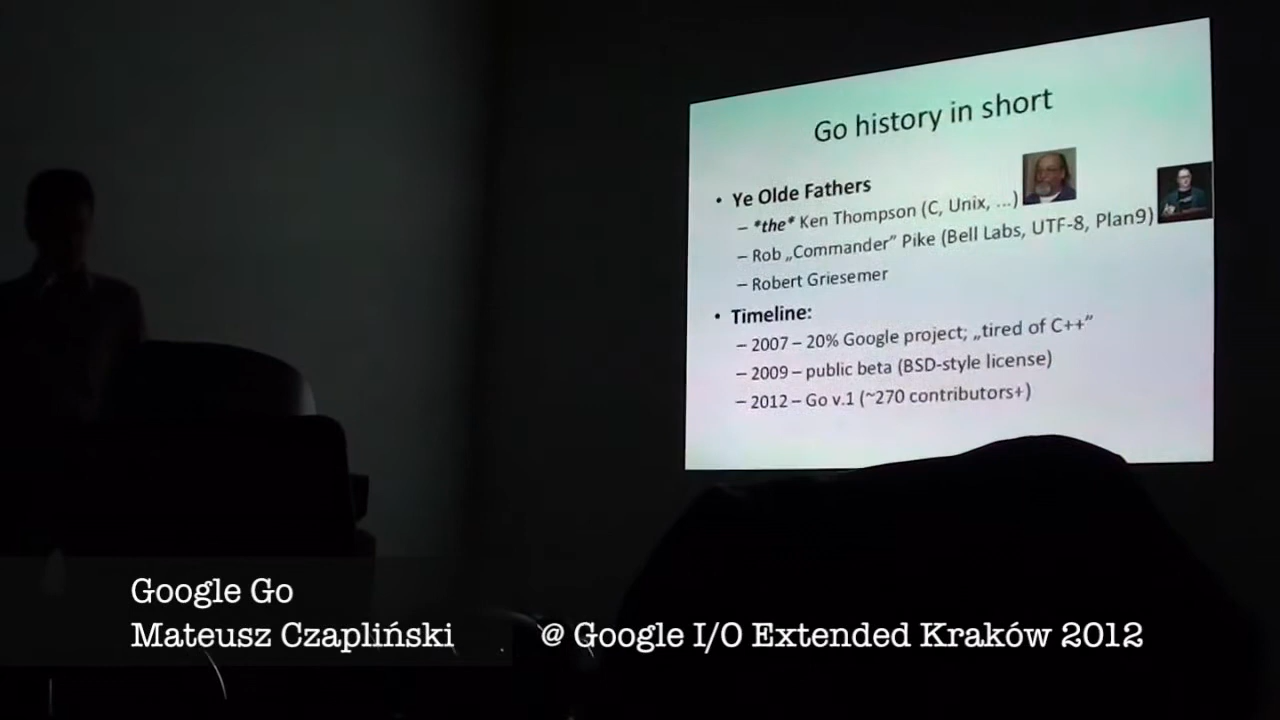 Go history in short
• Ye Olde Fathers
– *the* Ken Thompson (C, Unix, ...)
– Rob „Commander” Pike (Bell Labs, UTF-8, Plan9)
– Robert Griesemer
• Timeline:
– 2007 – 20% Google project; „tired of C++”
– 2009 – public beta (BSD-style license)
– 2012 – Go v.1 (~270 contributors+)
Google Go
Mateusz Czapliński @ Google I/O Extended Kraków 2012